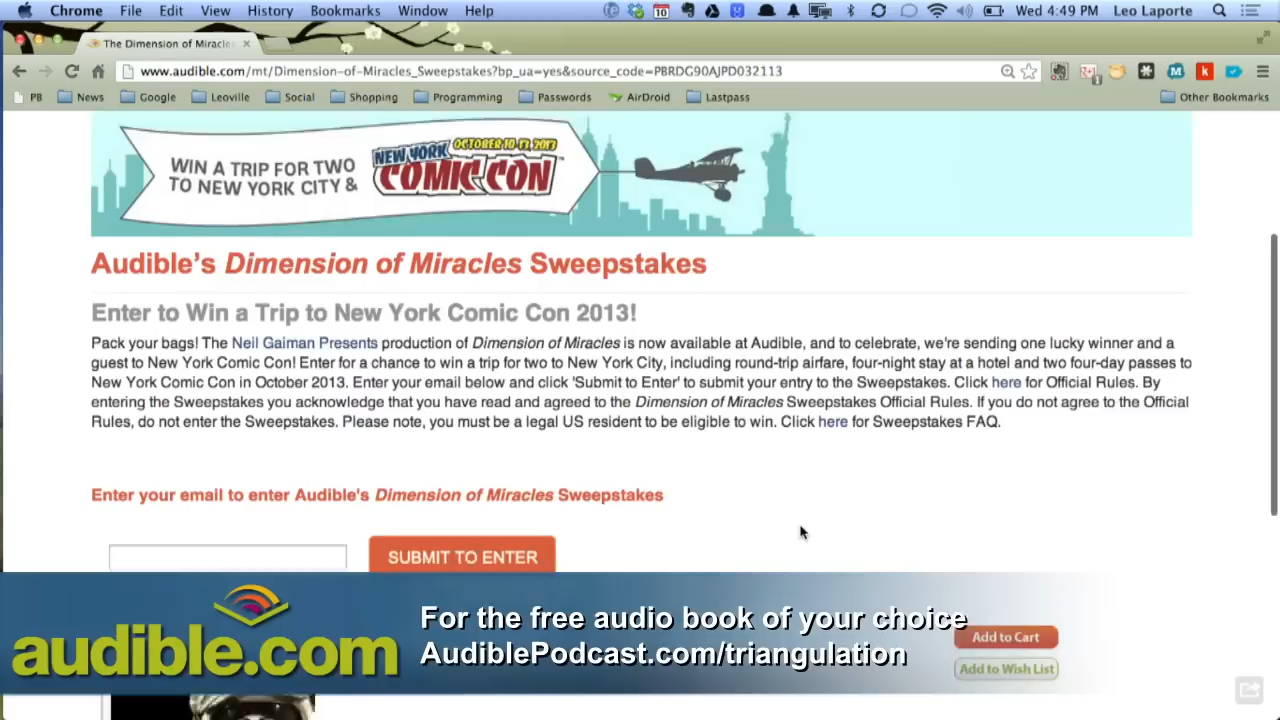 Chrome File Edit View History Bookmarks Window Help 10 Wed 4:49 PM Leo Laporte
The Dimension of Miracles
www.audible.com/mt/Dimension-of-Miracles_Sweepstakes?bp_ua=yes&source_code=PBRDG90AJPD032113
PB News Google Leoville Social Shopping Programming Passwords AirDroid Lastpass Other Bookmarks
WIN A TRIP FOR TWO
TO NEW YORK CITY &
OCTOBER 10-13, 2013
NEW YORK
COMIC CON
Audible's Dimension of Miracles Sweepstakes
Enter to Win a Trip to New York Comic Con 2013!
Pack your bags! The Neil Gaiman Presents production of Dimension of Miracles is now available at Audible, and to celebrate, we're sending one lucky winner and a
guest to New York Comic Con! Enter for a chance to win a trip for two to New York City, including round-trip airfare, four-night stay at a hotel and two four-day passes to
New York Comic Con in October 2013. Enter your email below and click 'Submit to Enter' to submit your entry to the Sweepstakes. Click here for Official Rules. By
entering the Sweepstakes you acknowledge that you have read and agreed to the Dimension of Miracles Sweepstakes Official Rules. If you do not agree to the Official
Rules, do not enter the Sweepstakes. Please note, you must be a legal US resident to be eligible to win. Click here for Sweepstakes FAQ.
Enter your email to enter Audible's Dimension of Miracles Sweepstakes
SUBMIT TO ENTER
audible.com
For the free audio book of your choice
AudiblePodcast.com/triangulation
Add to Cart
Add to Wish List